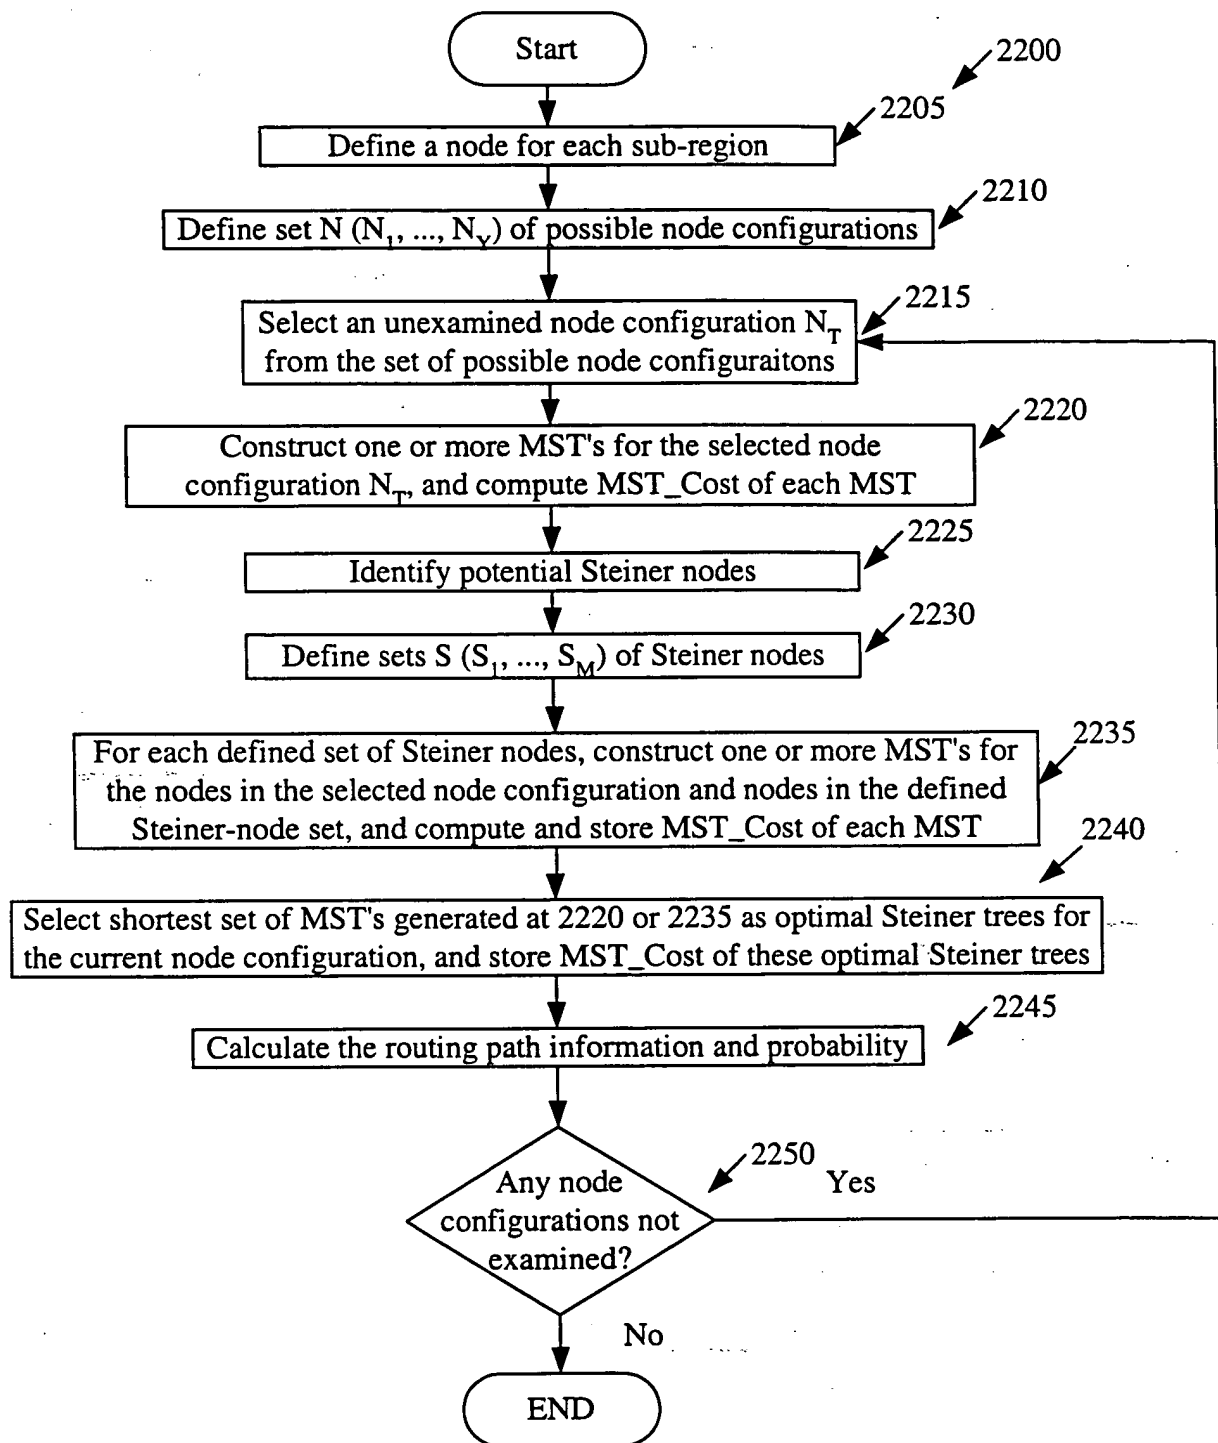 Start
2200
2205
Define a node for each sub-region
2210
Define set N (N1, ..., NY) of possible node configurations
2215
Select an unexamined node configuration NT
from the set of possible node configuraitons
2220
Construct one or more MST's for the selected node
configuration NT, and compute MST_Cost of each MST
2225
Identify potential Steiner nodes
2230
Define sets S (S1, ..., SM) of Steiner nodes
2235
For each defined set of Steiner nodes, construct one or more MST's for
the nodes in the selected node configuration and nodes in the defined
Steiner-node set, and compute and store MST_Cost of each MST
2240
Select shortest set of MST's generated at 2220 or 2235 as optimal Steiner trees for
the current node configuration, and store MST_Cost of these optimal Steiner trees
2245
Calculate the routing path information and probability
2250
Yes
Any node
configurations not
examined?
No
END